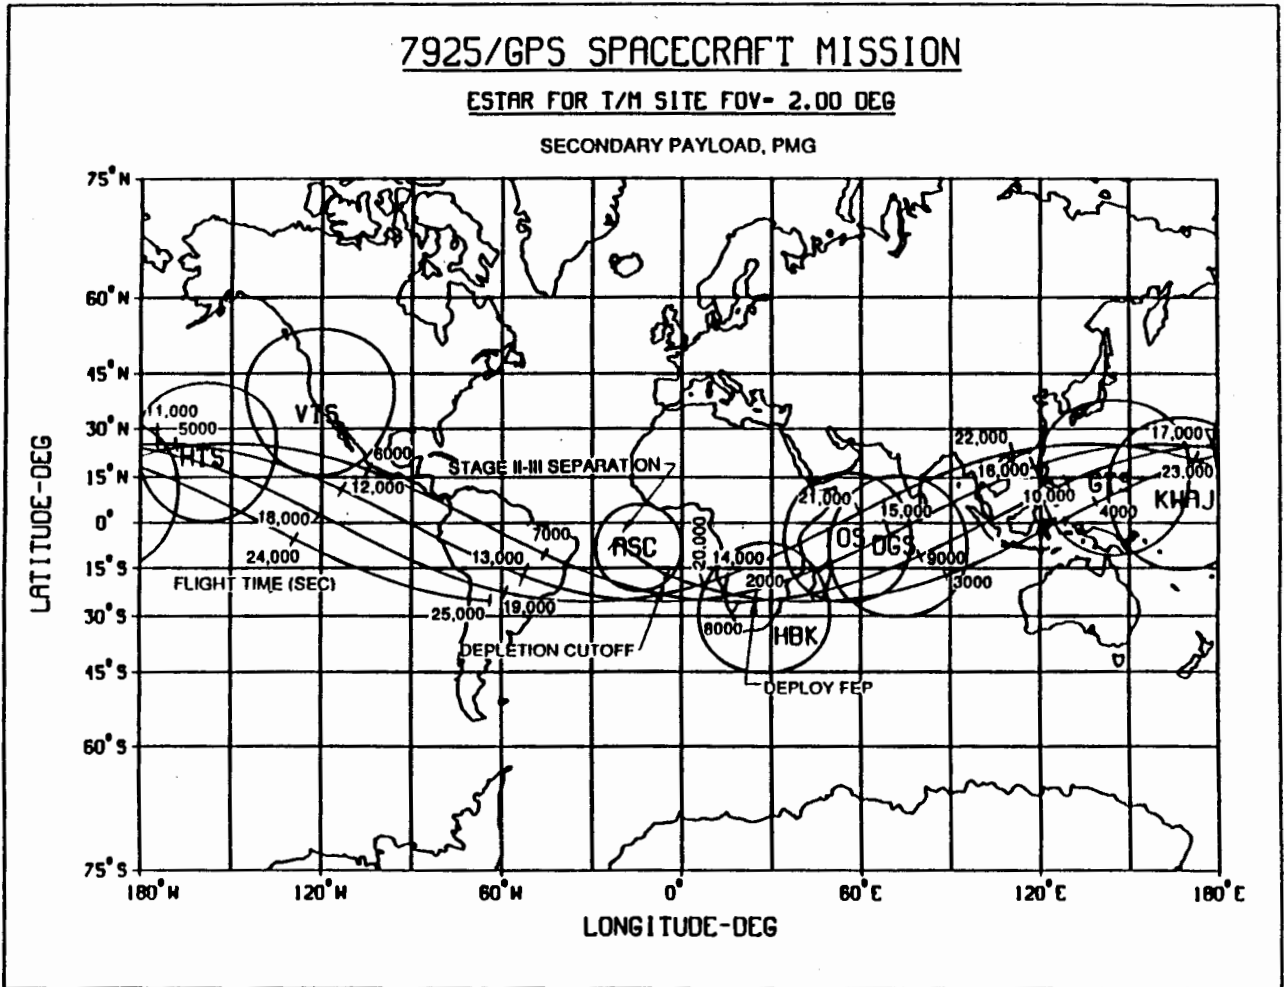 7925/GPS SPACECRAFT MISSION
ESTAR FOR T/M SITE FOV- 2.00 DEG
SECONDARY PAYLOAD, PMG
75°N
60°N
45°N
30°N
15°N
0°
15°S
30°S
45°S
60°S
75°S
LATITUDE-DEG
11,000
5000
HTS
VTS
6000
12,000
STAGE II-III SEPARATION
18,000
24,000
FLIGHT TIME (SEC)
7000
13,000
19,000
25,000
ASC
DEPLETION CUTOFF
20,000
14,000
2000
8000
HBK
DEPLOY FEP
21,000
OS
DGS
15,000
9000
3000
22,000
16,000
10,000
4000
GTS
17,000
23,000
KWAJ
180°W
120°W
60°W
0°
60°E
120°E
180°E
LONGITUDE-DEG